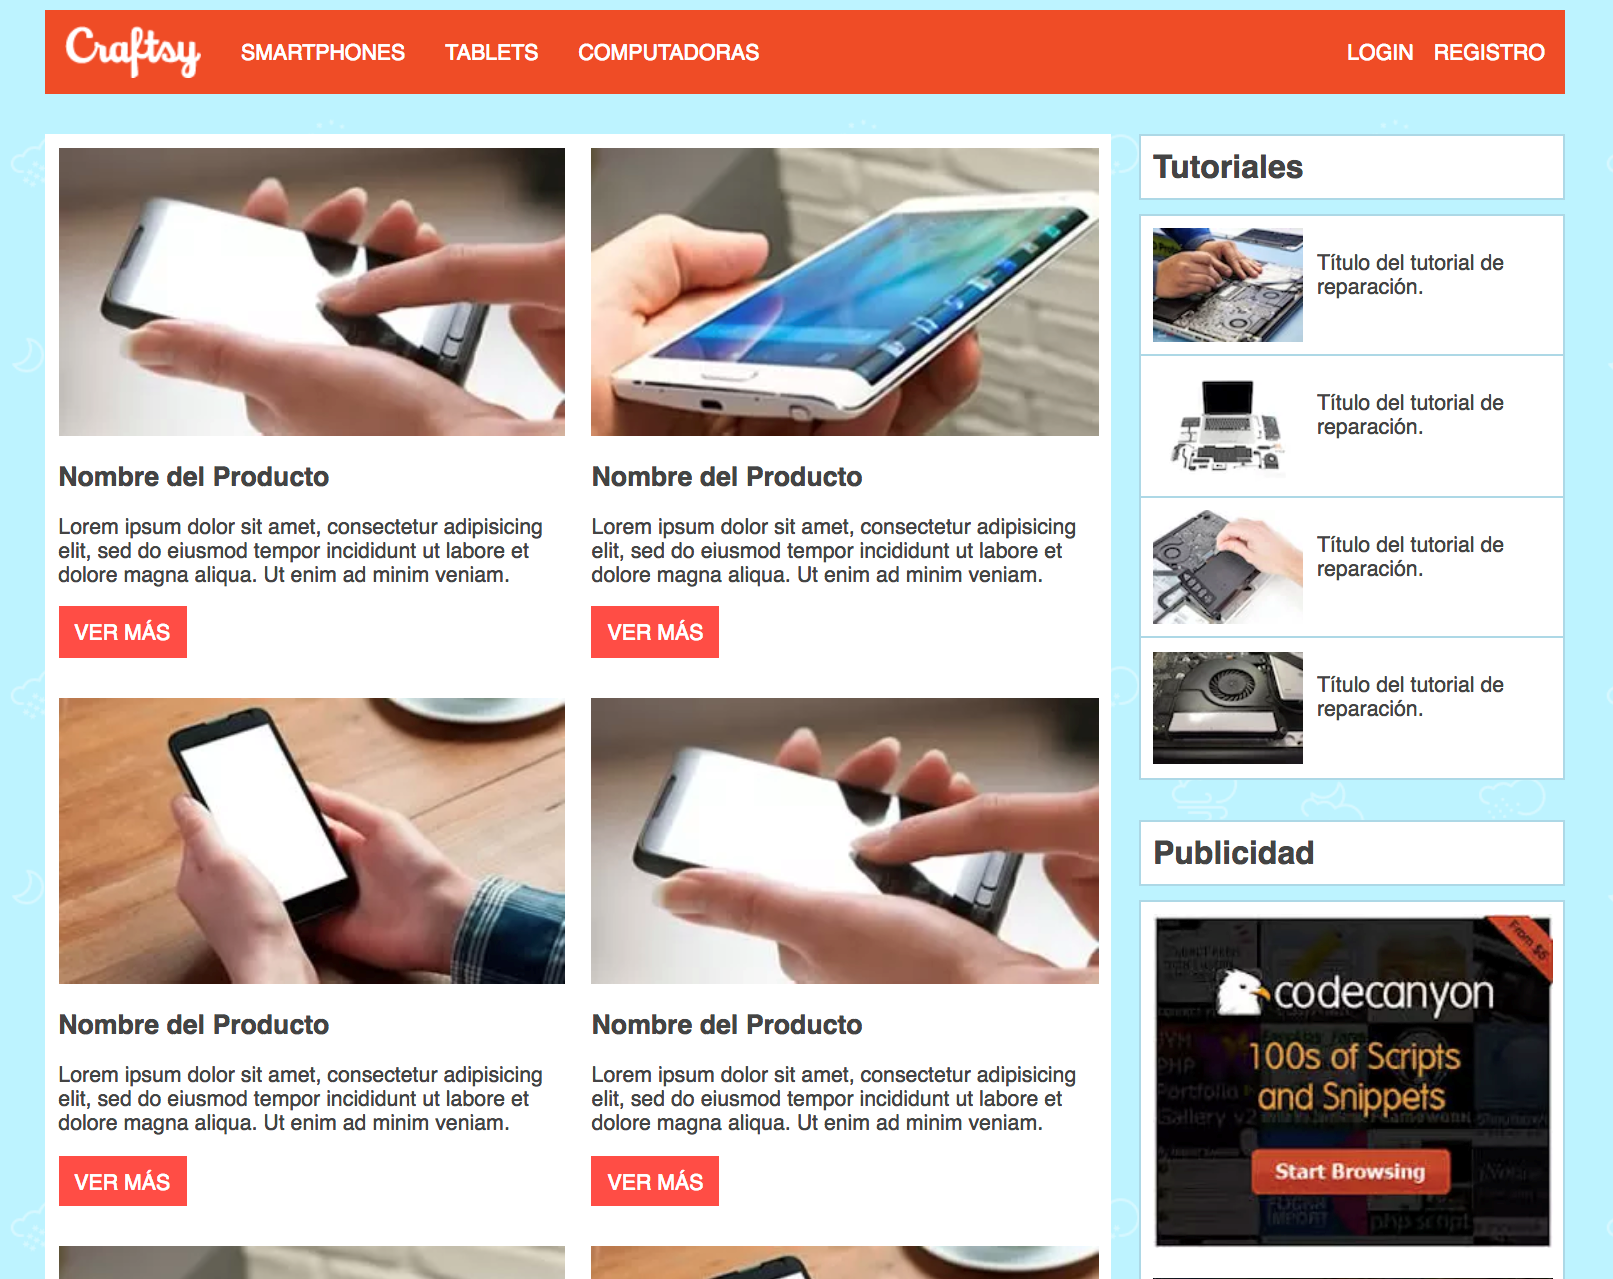 Craftsy SMARTPHONES TABLETS COMPUTADORAS LOGIN REGISTRO
Nombre del Producto
Lorem ipsum dolor sit amet, consectetur adipisicing
elit, sed do eiusmod tempor incididunt ut labore et
dolore magna aliqua. Ut enim ad minim veniam.
VER MÁS
Nombre del Producto
Lorem ipsum dolor sit amet, consectetur adipisicing
elit, sed do eiusmod tempor incididunt ut labore et
dolore magna aliqua. Ut enim ad minim veniam.
VER MÁS
Nombre del Producto
Lorem ipsum dolor sit amet, consectetur adipisicing
elit, sed do eiusmod tempor incididunt ut labore et
dolore magna aliqua. Ut enim ad minim veniam.
VER MÁS
Nombre del Producto
Lorem ipsum dolor sit amet, consectetur adipisicing
elit, sed do eiusmod tempor incididunt ut labore et
dolore magna aliqua. Ut enim ad minim veniam.
VER MÁS
Tutoriales
Título del tutorial de
reparación.
Título del tutorial de
reparación.
Título del tutorial de
reparación.
Título del tutorial de
reparación.
Publicidad
From $5
codecanyon
100s of Scripts
and Snippets
Start Browsing